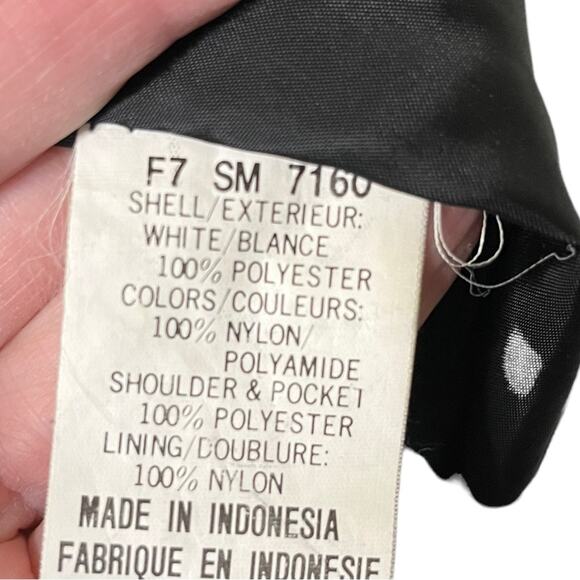 F7 SM 7160
SHELL/EXTERIEUR:
WHITE/BLANCE
100% POLYESTER
COLORS/COULEURS:
100% NYLON/
POLYAMIDE
SHOULDER & POCKET
100% POLYESTER
LINING/DOUBLURE:
100% NYLON
MADE IN INDONESIA
FABRIQUE EN INDONESIE